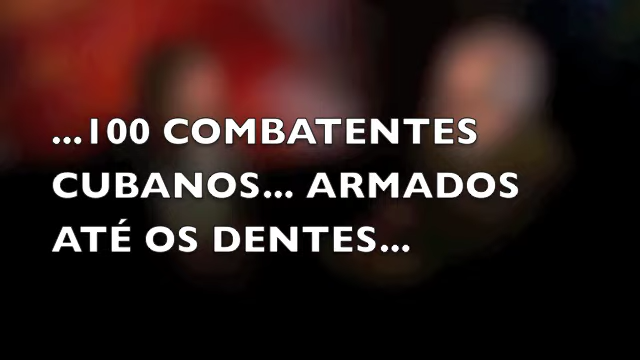 ...100 COMBATENTES
CUBANOS... ARMADOS
ATÉ OS DENTES...